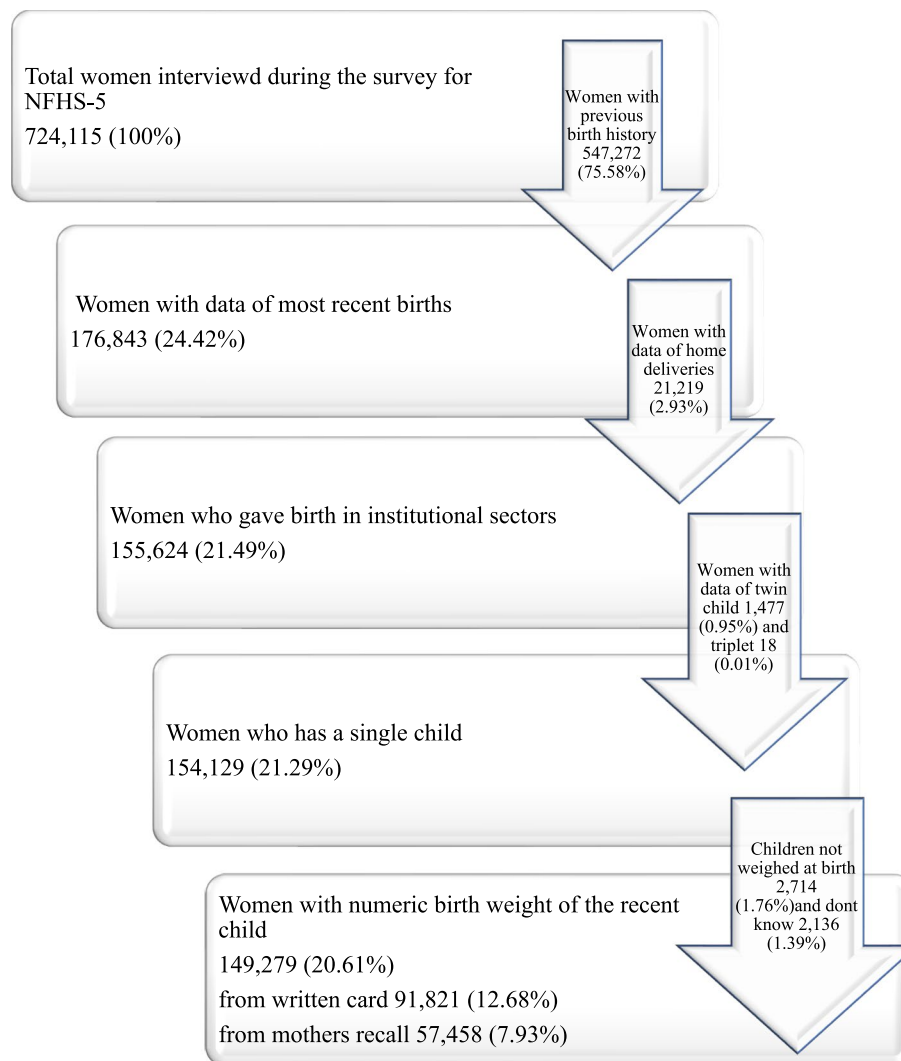 Total women interviewd during the survey for
NFHS-5
724,115 (100%)
Women with
previous
birth history
547,272
(75.58%)
Women with data of most recent births
176,843 (24.42%)
Women with
data of home
deliveries
21,219
(2.93%)
Women who gave birth in institutional sectors
155,624 (21.49%)
Women with
data of twin
child 1,477
(0.95%) and
triplet 18
(0.01%)
Women who has a single child
154,129 (21.29%)
Children not
weighed at birth
2,714
(1.76%)and dont
know 2,136
(1.39%)
Women with numeric birth weight of the recent
child
149,279 (20.61%)
from written card 91,821 (12.68%)
from mothers recall 57,458 (7.93%)